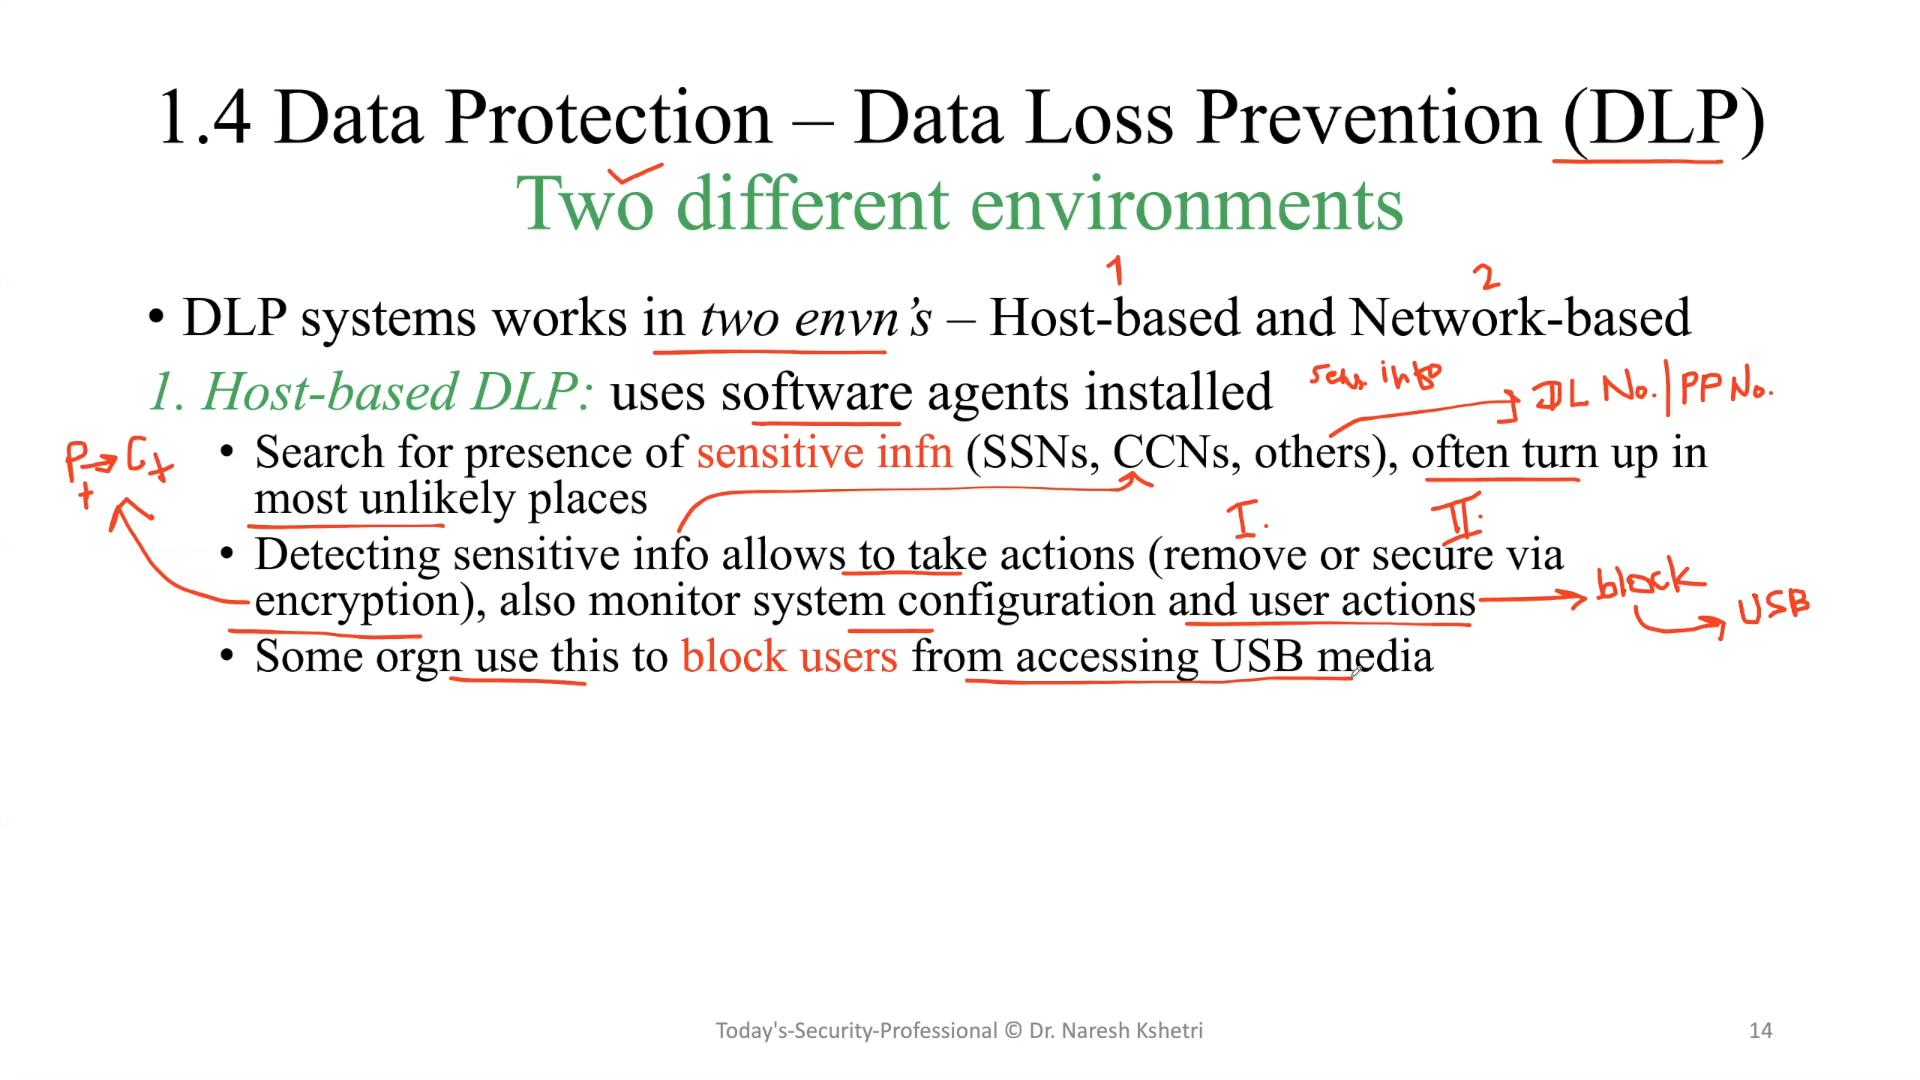 1.4 Data Protection – Data Loss Prevention (DLP)
Two different environments
1 2
• DLP systems works in two envn's – Host-based and Network-based
1. Host-based DLP: uses software agents installed
sens info
DL No. | PP No.
• Search for presence of sensitive infn (SSNs, CCNs, others), often turn up in
most unlikely places
P → C
I. II.
• Detecting sensitive info allows to take actions (remove or secure via
encryption), also monitor system configuration and user actions
block
USB
• Some orgn use this to block users from accessing USB media
Today's-Security-Professional © Dr. Naresh Kshetri
14